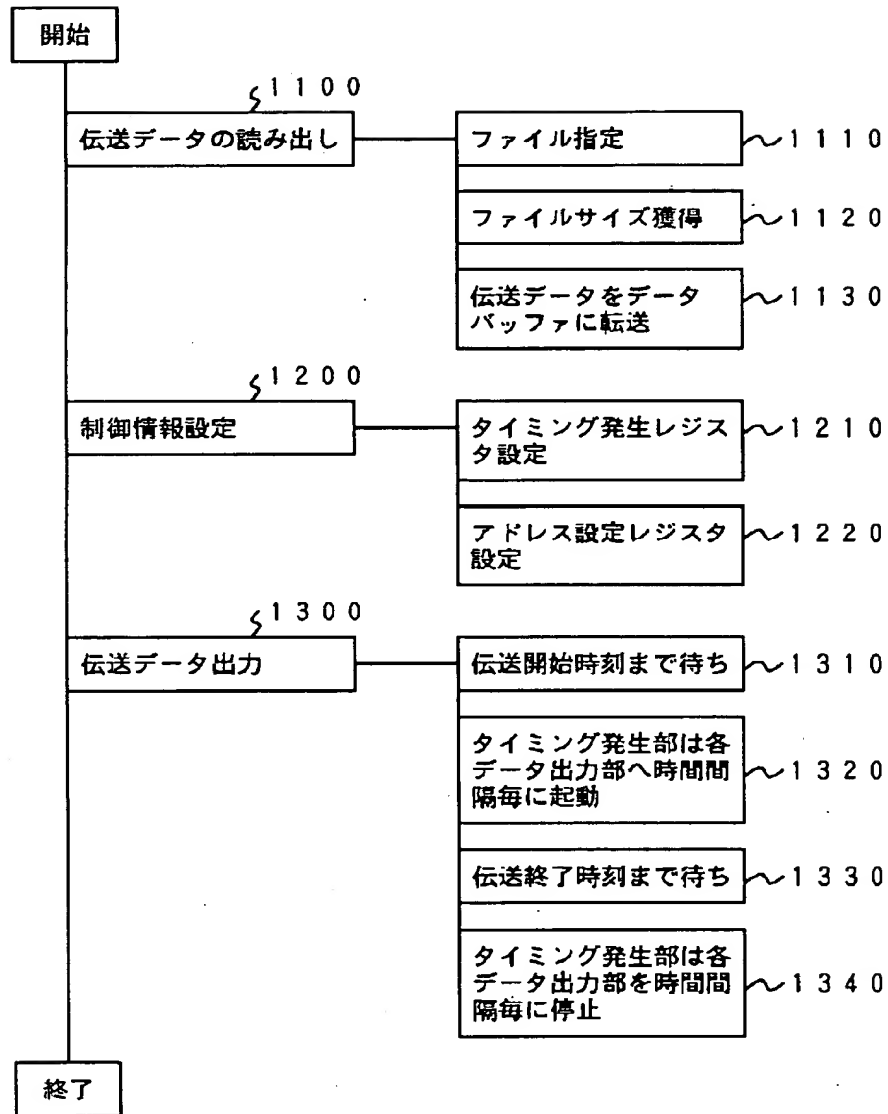 開始
1100
伝送データの読み出し
ファイル指定
1110
ファイルサイズ獲得
1120
伝送データをデータ
バッファに転送
1130
1200
制御情報設定
タイミング発生レジス
タ設定
1210
アドレス設定レジスタ
設定
1220
1300
伝送データ出力
伝送開始時刻まで待ち
1310
タイミング発生部は各
データ出力部へ時間間
隔毎に起動
1320
伝送終了時刻まで待ち
1330
タイミング発生部は各
データ出力部を時間間
隔毎に停止
1340
終了